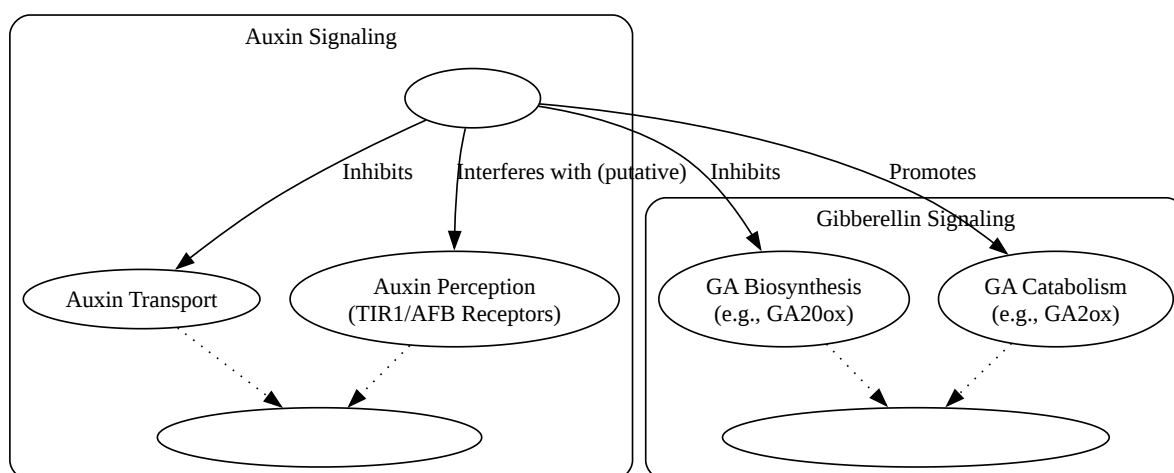 Auxin Signaling
Inhibits
Interferes with (putative)
Inhibits
Promotes
Gibberellin Signaling
Auxin Transport
Auxin Perception
(TIR1/AFB Receptors)
GA Biosynthesis
(e.g., GA20ox)
GA Catabolism
(e.g., GA2ox)